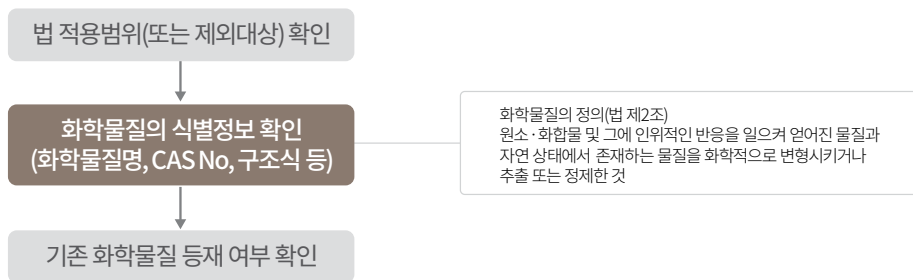 법 적용범위(또는 제외대상) 확인
화학물질의 식별정보 확인
(화학물질명, CAS No, 구조식 등)
화학물질의 정의(법 제2조)
원소·화합물 및 그에 인위적인 반응을 일으켜 얻어진 물질과
자연 상태에서 존재하는 물질을 화학적으로 변형시키거나
추출 또는 정제한 것
기존 화학물질 등재 여부 확인